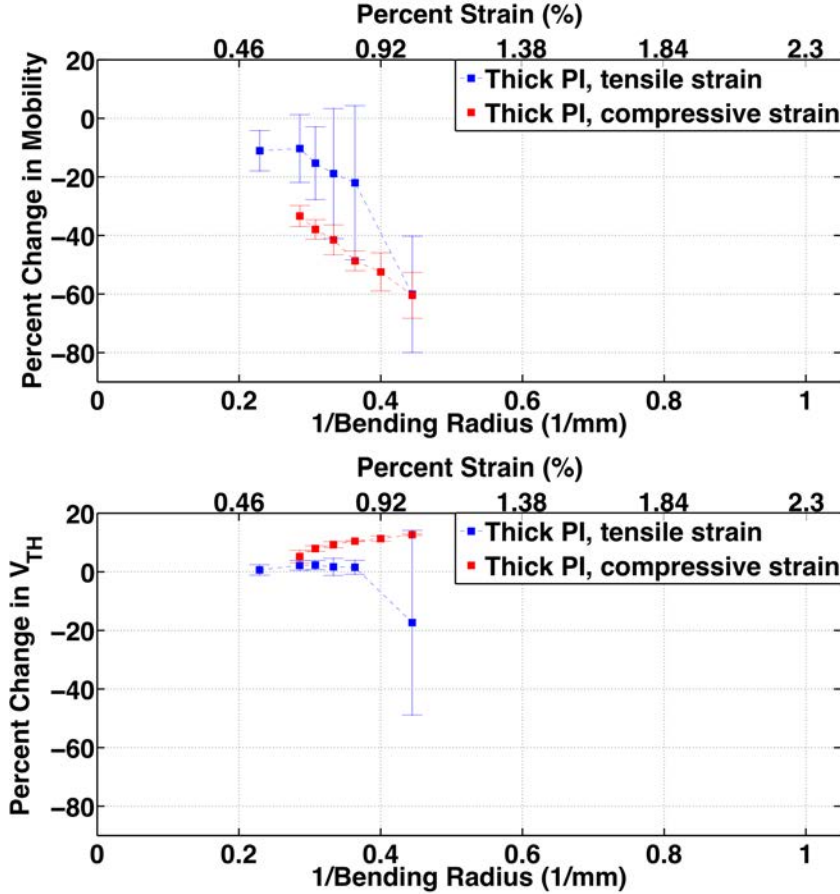 Percent Strain (%)
0.46 0.92 1.38 1.84 2.3
20
0
−20
−40
−60
−80
Percent Change in Mobility
Thick PI, tensile strain
Thick PI, compressive strain
0 0.2 0.4 0.6 0.8 1
1/Bending Radius (1/mm)
Percent Strain (%)
0.46 0.92 1.38 1.84 2.3
20
0
−20
−40
−60
−80
Percent Change in V_TH
Thick PI, tensile strain
Thick PI, compressive strain
0 0.2 0.4 0.6 0.8 1
1/Bending Radius (1/mm)